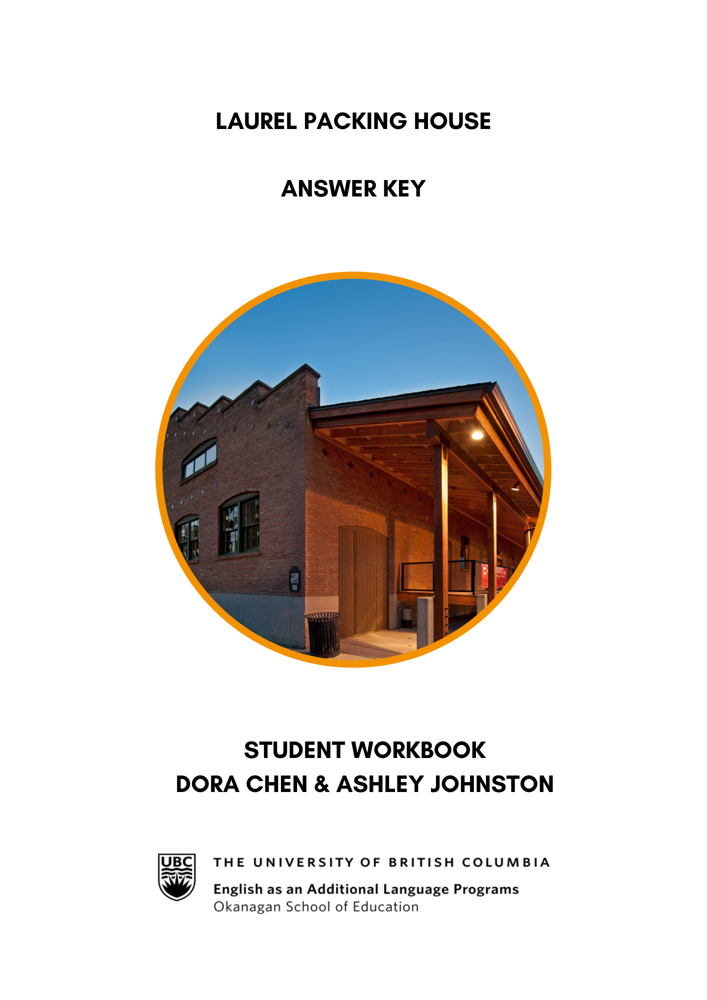 LAUREL PACKING HOUSE
ANSWER KEY
STUDENT WORKBOOK
DORA CHEN & ASHLEY JOHNSTON
UBC
THE UNIVERSITY OF BRITISH COLUMBIA
English as an Additional Language Programs
Okanagan School of Education